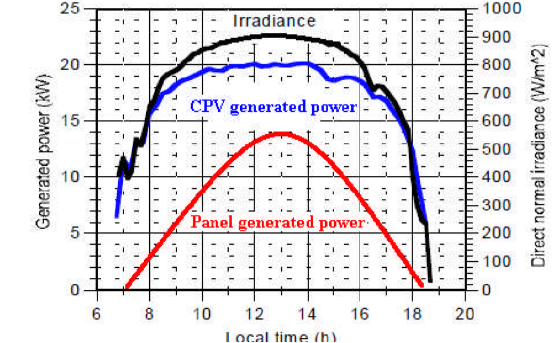 25
20
15
10
5
0
Generated power (kW)
Irradiance
CPV generated power
Panel generated power
1000
900
800
700
600
500
400
300
200
100
0
Direct normal irradiance (W/m^2)
6 8 10 12 14 16 18 20
Local time (h)